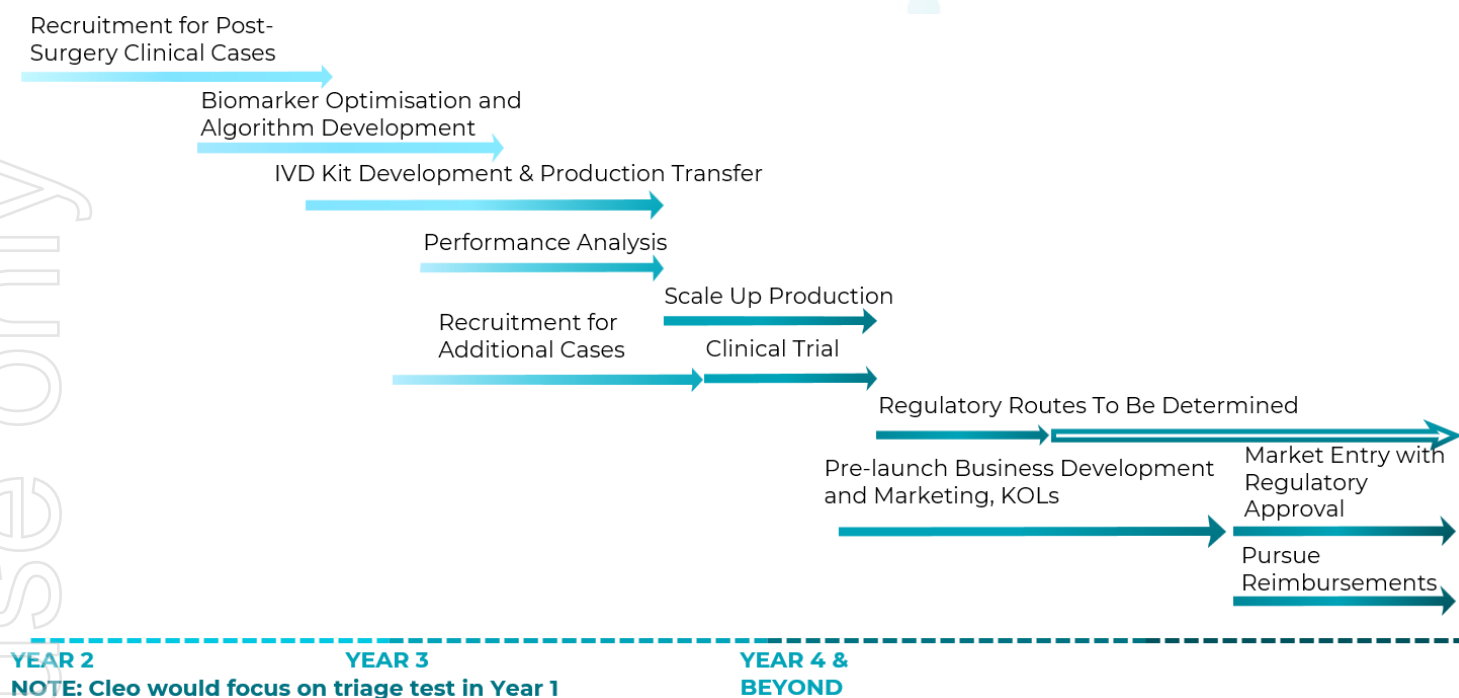 Recruitment for Post-
Surgery Clinical Cases
Biomarker Optimisation and
Algorithm Development
IVD Kit Development & Production Transfer
Performance Analysis
Scale Up Production
Recruitment for
Additional Cases
Clinical Trial
Regulatory Routes To Be Determined
Pre-launch Business Development
and Marketing, KOLs
Market Entry with
Regulatory
Approval
Pursue
Reimbursements
YEAR 2
YEAR 3
YEAR 4 &
BEYOND
NOTE: Cleo would focus on triage test in Year 1
use only